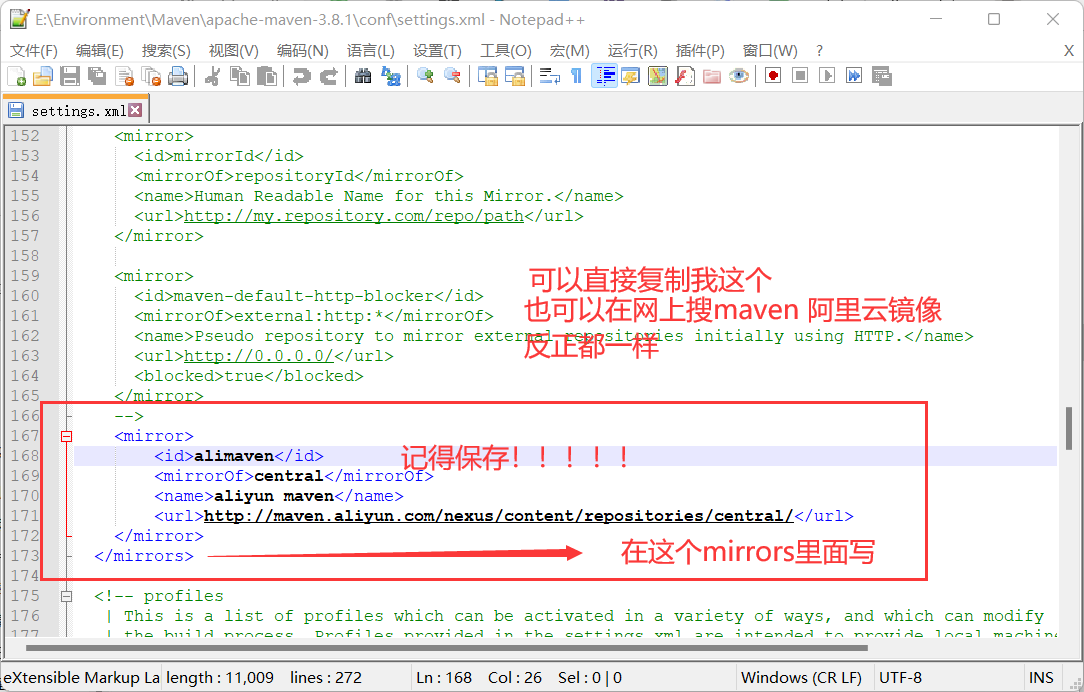 E:\Environment\Maven\apache-maven-3.8.1\conf\settings.xml - Notepad++
文件(F) 编辑(E) 搜索(S) 视图(V) 编码(N) 语言(L) 设置(T) 工具(O) 宏(M) 运行(R) 插件(P) 窗口(W) ? X
settings.xml
152 <mirror>
153 <id>mirrorId</id>
154 <mirrorOf>repositoryId</mirrorOf>
155 <name>Human Readable Name for this Mirror.</name>
156 <url>http://my.repository.com/repo/path</url>
157 </mirror>
158
159 <mirror>
可以直接复制我这个
160 <id>maven-default-http-blocker</id>
也可以在网上搜maven 阿里云镜像
161 <mirrorOf>external:http:*</mirrorOf>
162 <name>Pseudo repository to mirror external repositories initially using HTTP.</name>
反正都一样
163 <url>http://0.0.0.0/</url>
164 <blocked>true</blocked>
165 </mirror>
166 -->
167 <mirror>
168 <id>alimaven</id>
记得保存！！！！！
169 <mirrorOf>central</mirrorOf>
170 <name>aliyun maven</name>
171 <url>http://maven.aliyun.com/nexus/content/repositories/central/</url>
172 </mirror>
173 </mirrors>
在这个mirrors里面写
174
175 <!-- profiles
176 | This is a list of profiles which can be activated in a variety of ways, and which can modify
177 | the build process. Profiles provided in the settings.xml are intended to provide local machine
eXtensible Markup La length : 11,009 lines : 272 Ln : 168 Col : 26 Sel : 0 | 0 Windows (CR LF) UTF-8 INS